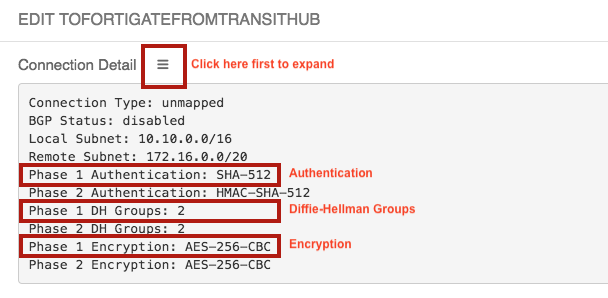 EDIT TOFORTIGATEFROMTRANSITHUB
Connection Detail Click here first to expand
Connection Type: unmapped
BGP Status: disabled
Local Subnet: 10.10.0.0/16
Remote Subnet: 172.16.0.0/20
Phase 1 Authentication: SHA-512 Authentication
Phase 2 Authentication: HMAC-SHA-512
Phase 1 DH Groups: 2 Diffie-Hellman Groups
Phase 2 DH Groups: 2
Phase 1 Encryption: AES-256-CBC Encryption
Phase 2 Encryption: AES-256-CBC